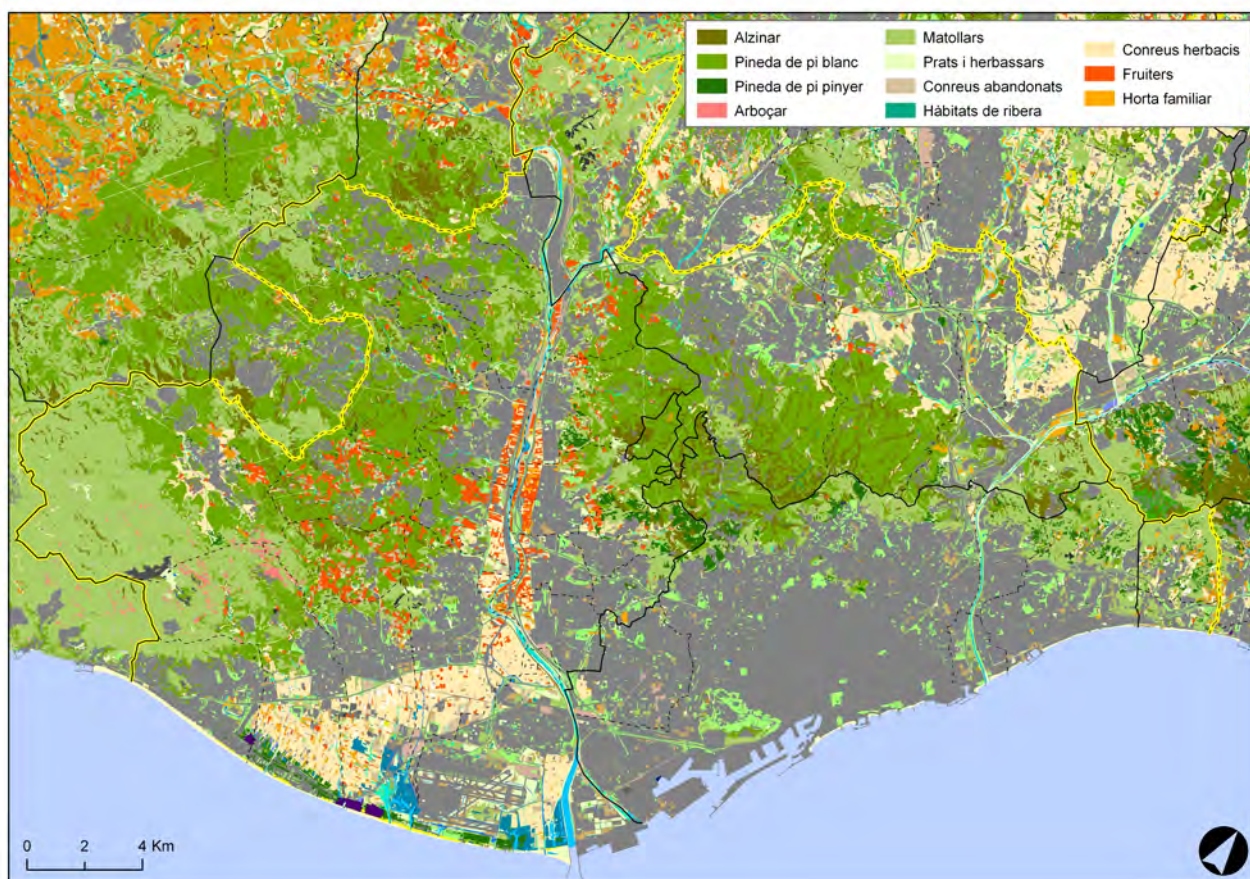 Alzinar
Pineda de pi blanc
Pineda de pi pinyer
Arboçar
Matollars
Prats i herbassars
Conreus abandonats
Hàbitats de ribera
Conreus herbacis
Fruiters
Horta familiar
0 2 4 Km